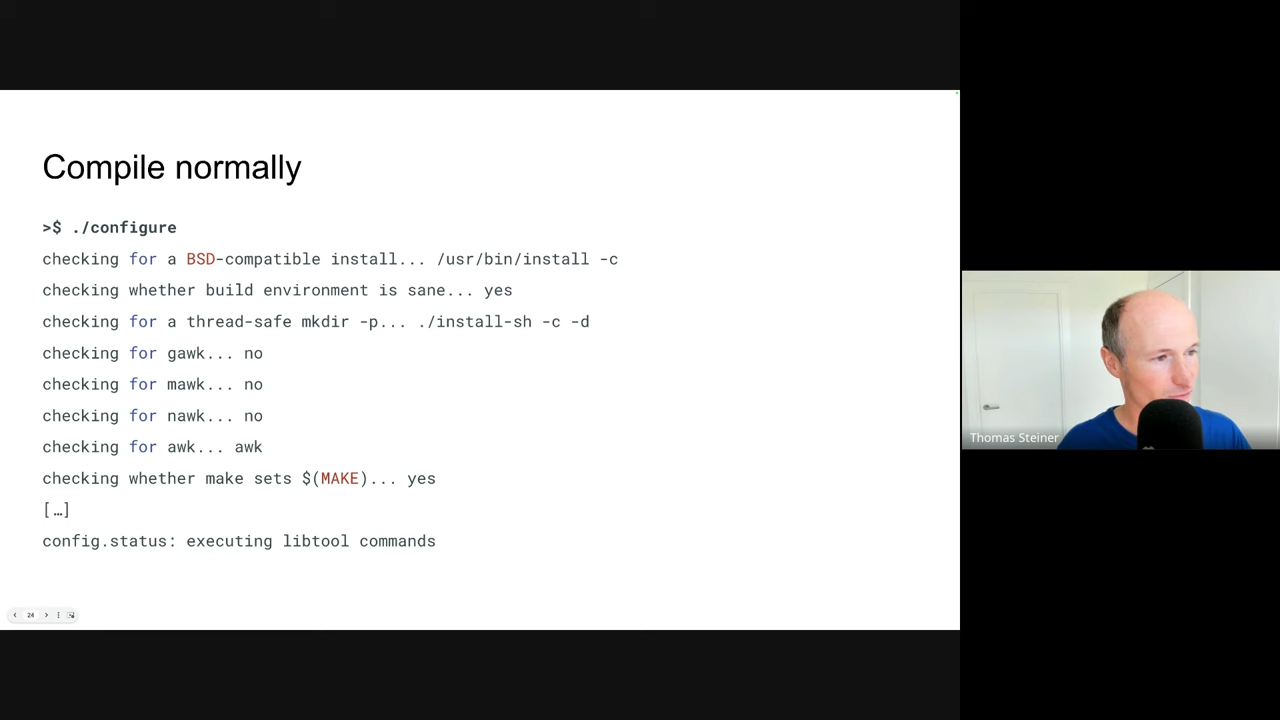 Compile normally
>$ ./configure
checking for a BSD-compatible install... /usr/bin/install -c
checking whether build environment is sane... yes
checking for a thread-safe mkdir -p... ./install-sh -c -d
checking for gawk... no
checking for mawk... no
checking for nawk... no
checking for awk... awk
checking whether make sets $(MAKE)... yes
[…]
config.status: executing libtool commands
24
Thomas Steiner